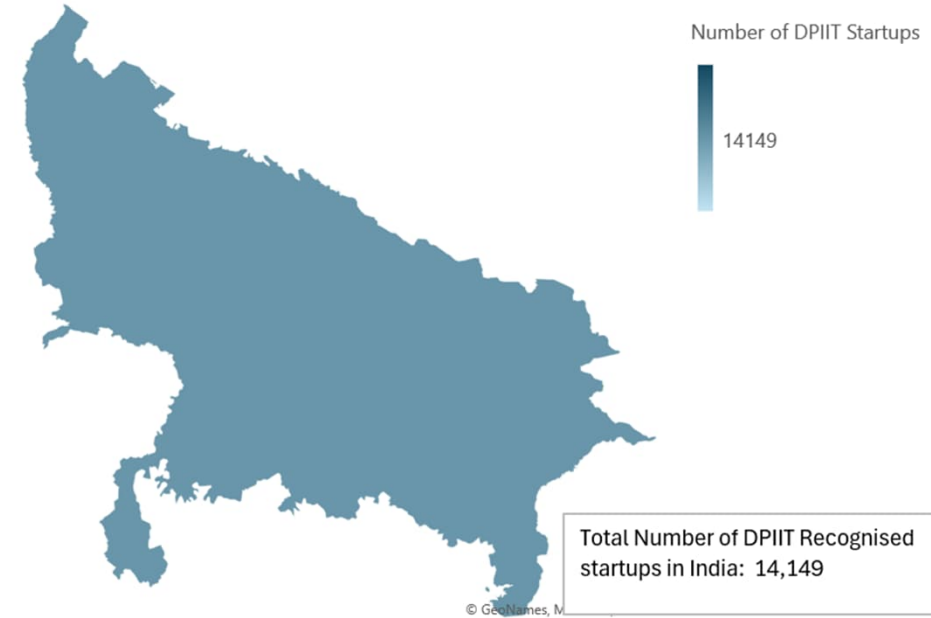 Number of DPIIT Startups
14149
Total Number of DPIIT Recognised
startups in India: 14,149
© GeoNames,